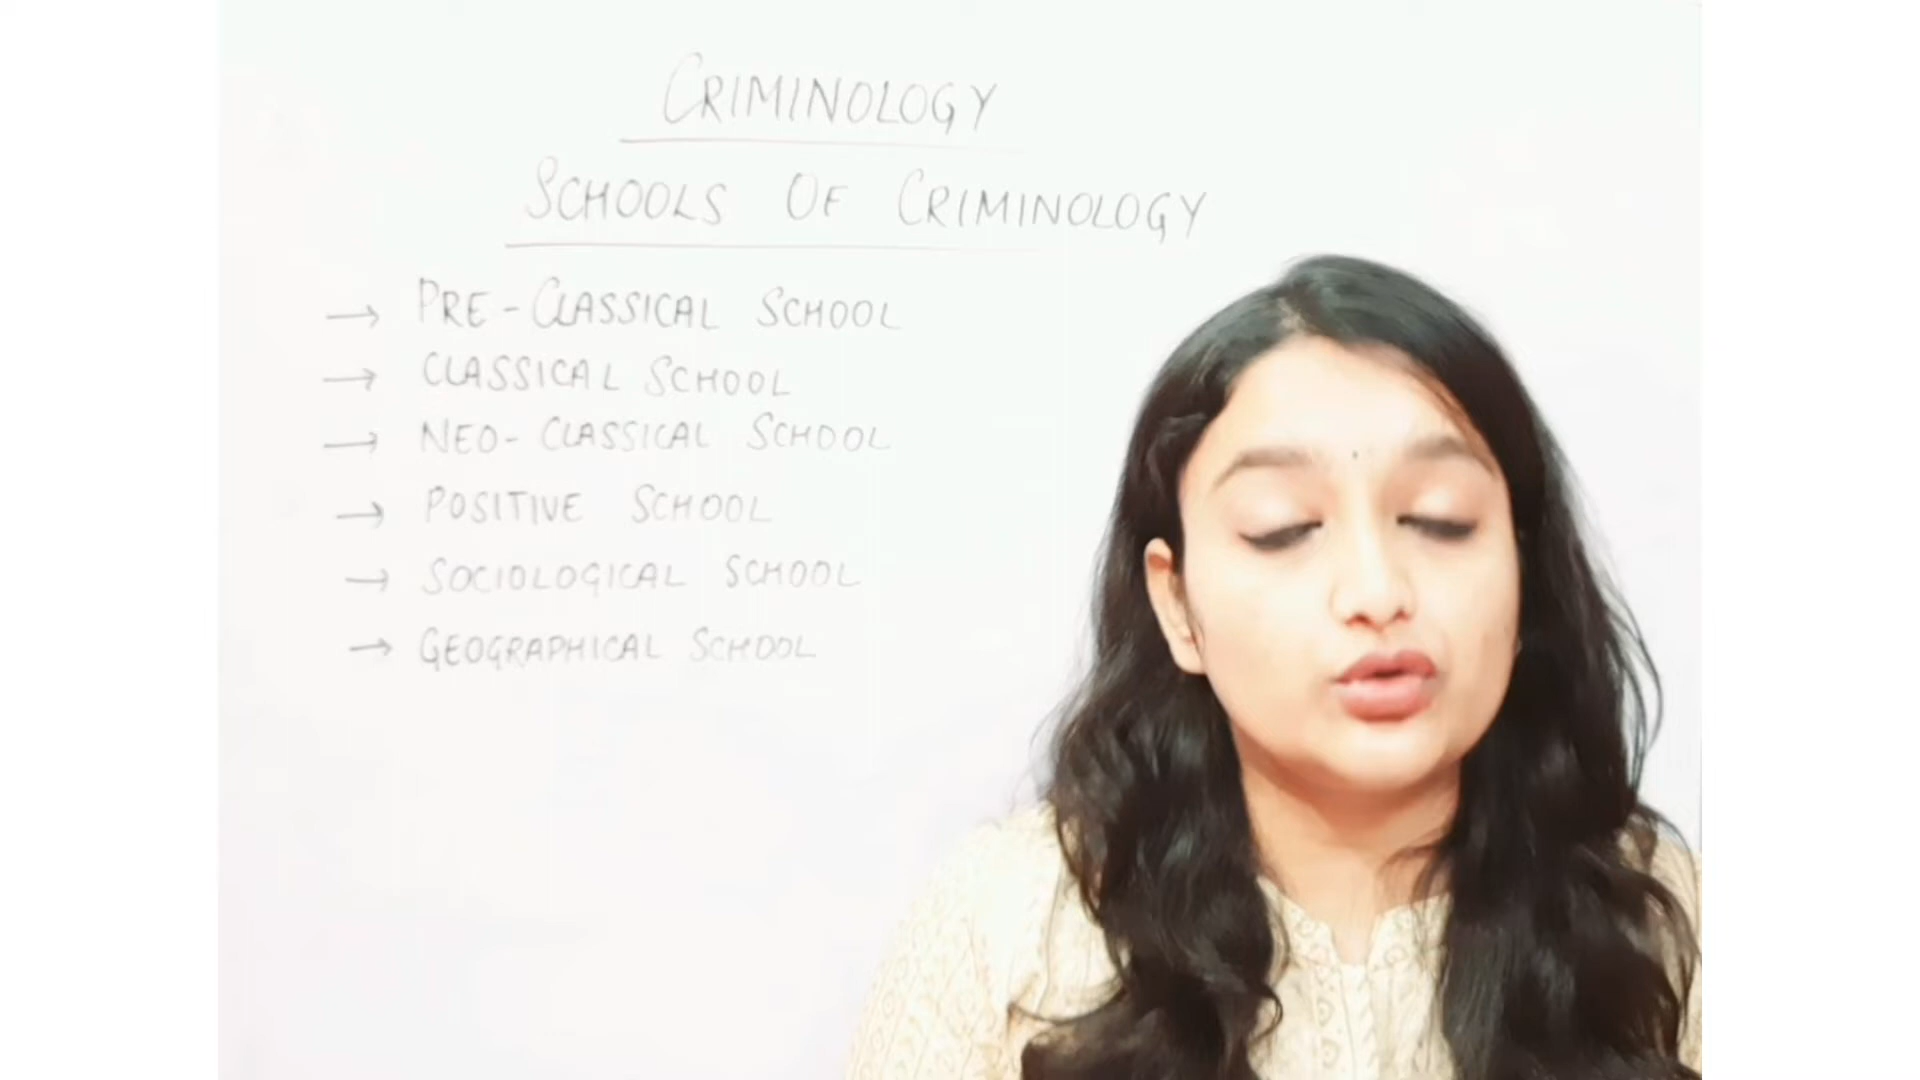 CRIMINOLOGY
SCHOOLS OF CRIMINOLOGY
→ PRE-CLASSICAL SCHOOL
→ CLASSICAL SCHOOL
→ NEO-CLASSICAL SCHOOL
→ POSITIVE SCHOOL
→ SOCIOLOGICAL SCHOOL
→ GEOGRAPHICAL SCHOOL